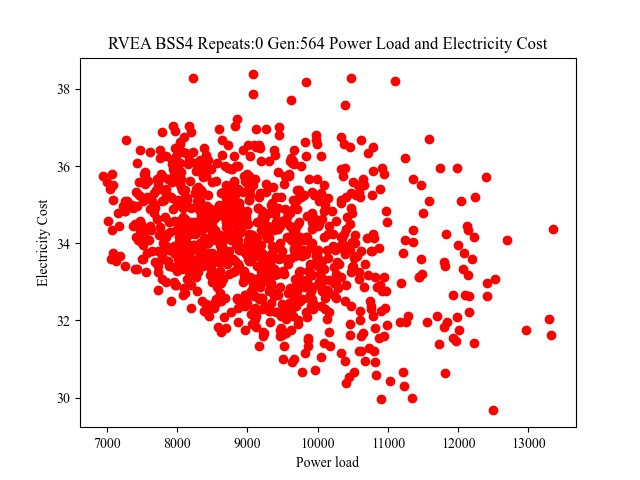 RVEA BSS4 Repeats:0 Gen:564 Power Load and Electricity Cost
Electricity Cost
38
36
34
32
30
7000 8000 9000 10000 11000 12000 13000
Power load